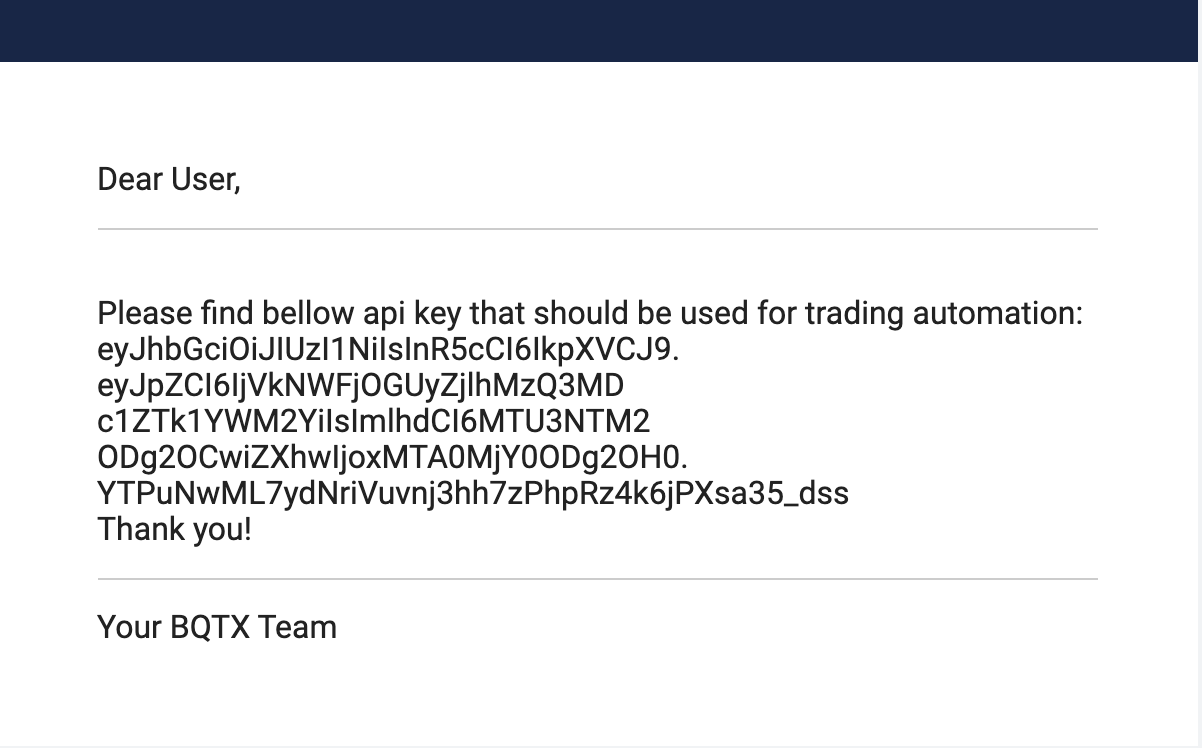 Dear User,
Please find bellow api key that should be used for trading automation:
eyJhbGciOiJIUzI1NiIsInR5cCI6IkpXVCJ9.
eyJpZCI6IjVkNWFjOGUyZjlhMzQ3MD
c1ZTk1YWM2YiIsImlhdCI6MTU3NTM2
ODg2OCwiZXhwIjoxMTA0MjY0ODg2OH0.
YTPuNwML7ydNriVuvnj3hh7zPhpRz4k6jPXsa35_dss
Thank you!
Your BQTX Team